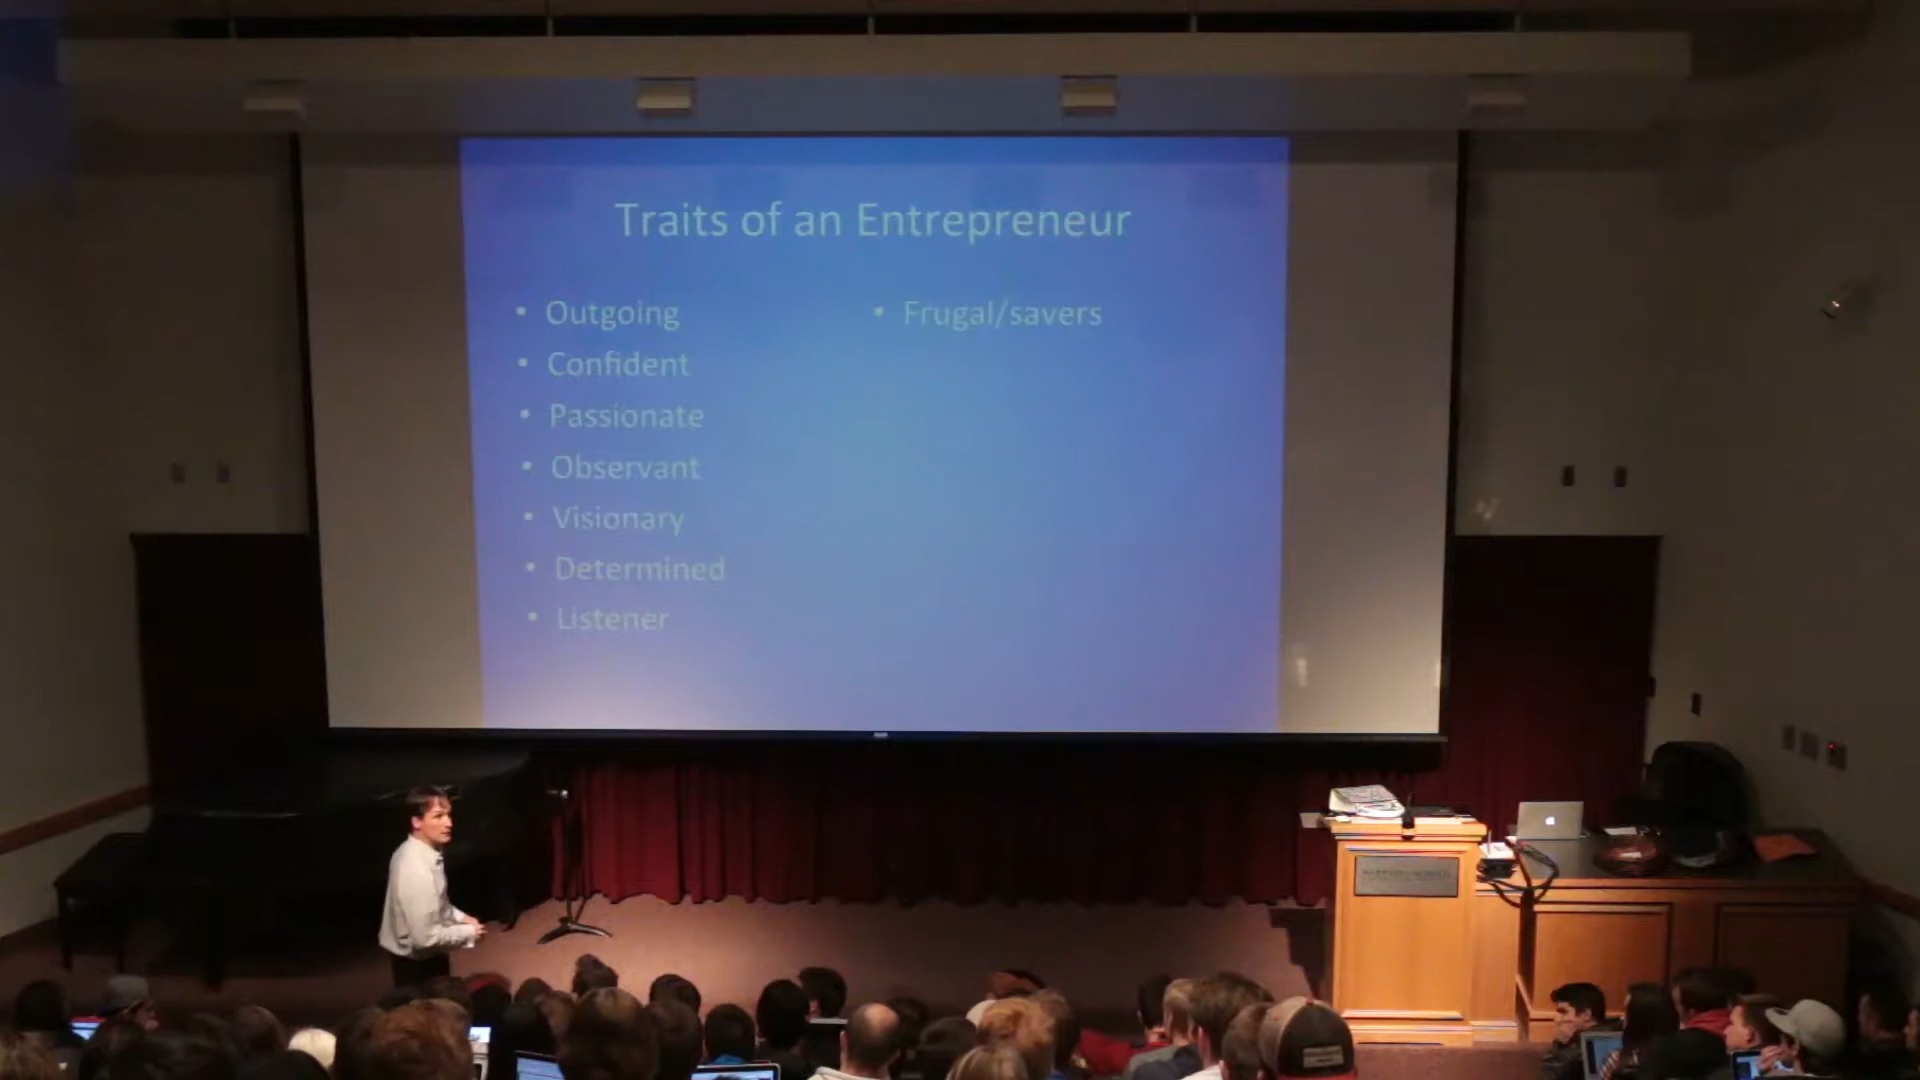 Traits of an Entrepreneur
• Outgoing
• Confident
• Passionate
• Observant
• Visionary
• Determined
• Listener
• Frugal/savers